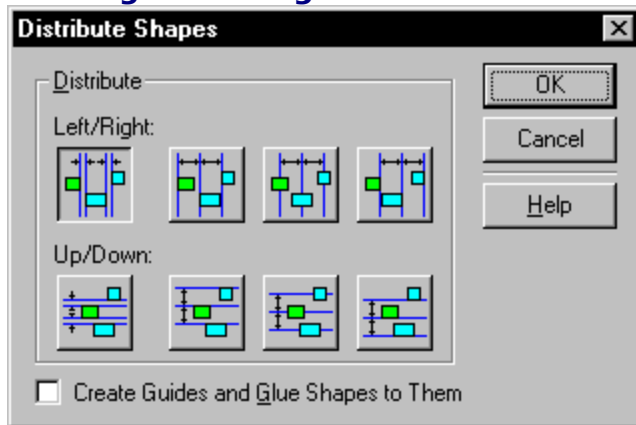 Distribute Shapes
Distribute
OK
Left/Right:
Cancel
Help
Up/Down:
Create Guides and Glue Shapes to Them